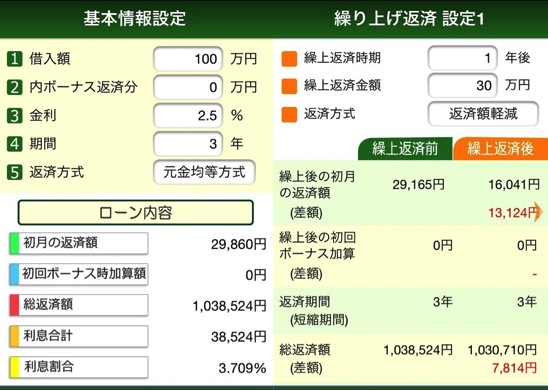 基本情報設定
1 借入額 100 万円
2 内ボーナス返済分 0 万円
3 金利 2.5 %
4 期間 3 年
5 返済方式 元金均等方式
ローン内容
初月の返済額 29,860円
初回ボーナス時加算額 0円
総返済額 1,038,524円
利息合計 38,524円
利息割合 3.709%
繰り上げ返済 設定1
繰上返済時期 1 年後
繰上返済金額 30 万円
返済方式 返済額軽減
繰上返済前 繰上返済後
繰上後の初月
の返済額 29,165円 16,041円
(差額) 13,124円
繰上後の初回
ボーナス加算 0円 0円
(差額) -
返済期間 3年 3年
(短縮期間)
総返済額 1,038,524円 1,030,710円
(差額) 7,814円